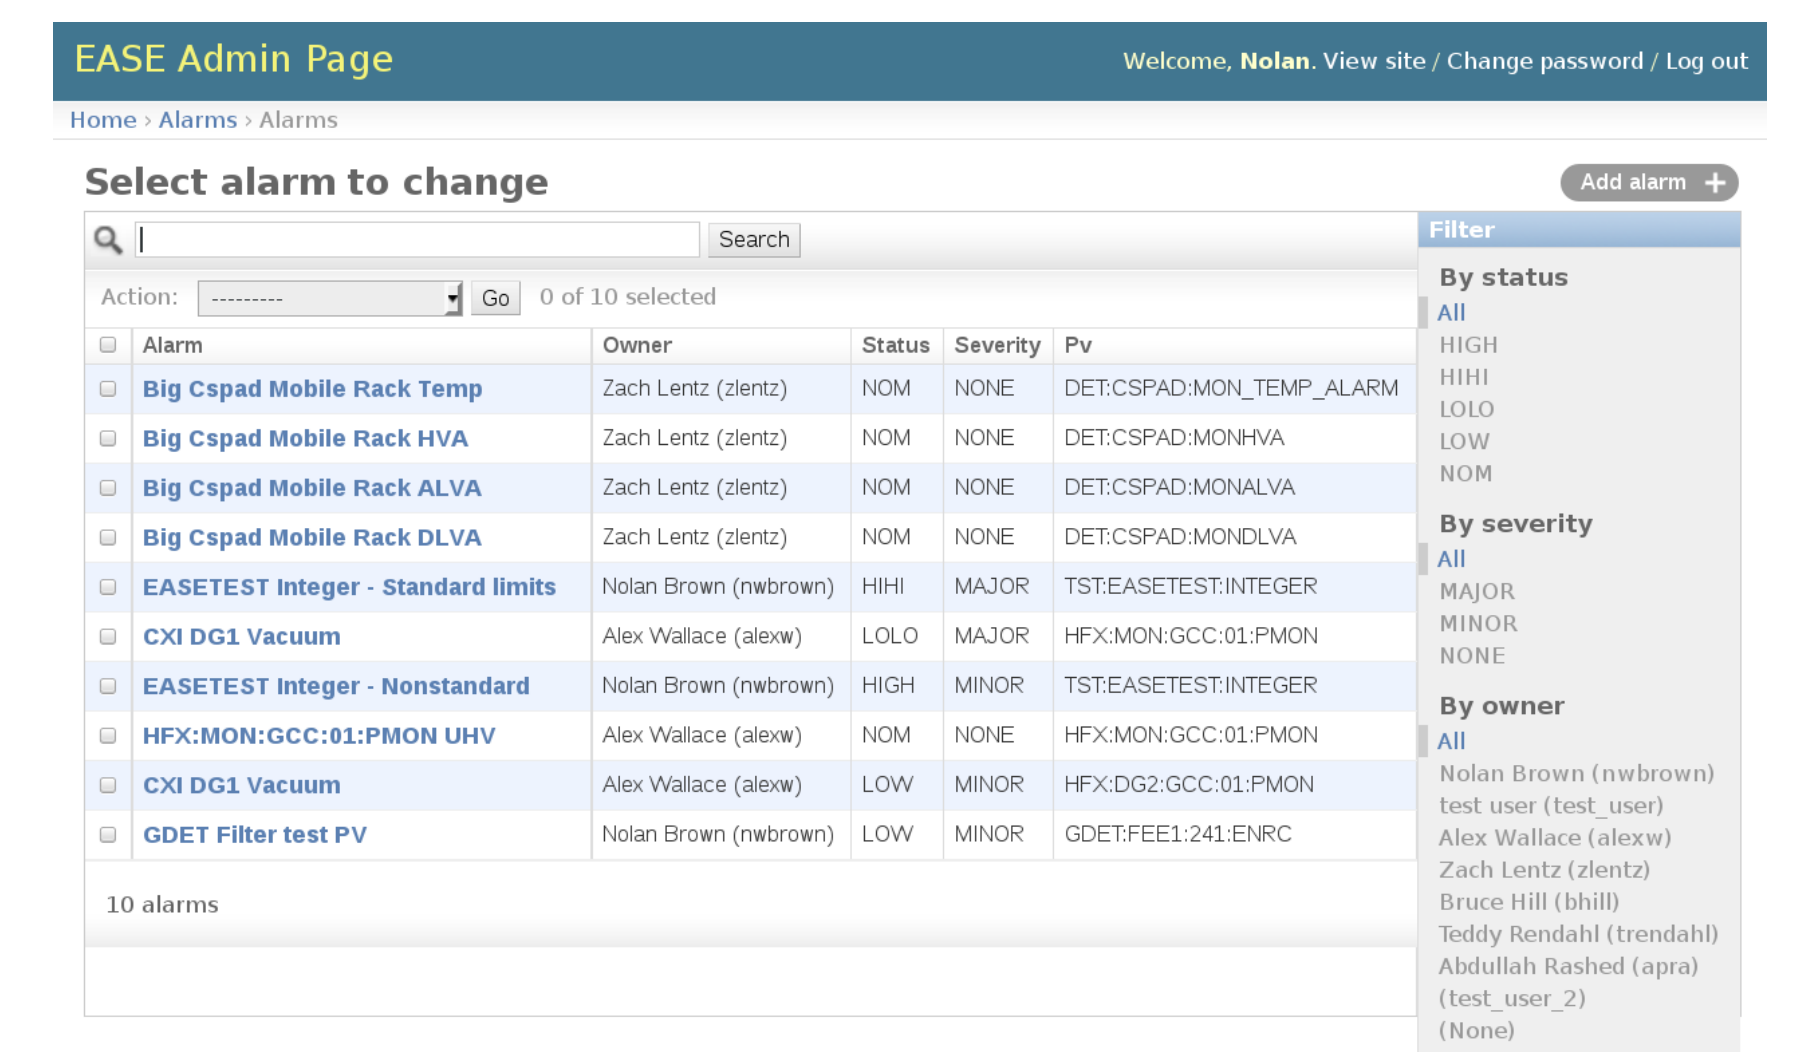 EASE Admin Page
Welcome, Nolan. View site / Change password / Log out
Home › Alarms › Alarms
Select alarm to change
Add alarm +
Search
Filter
Action: --------- Go 0 of 10 selected
Alarm Owner Status Severity Pv
Big Cspad Mobile Rack Temp Zach Lentz (zlentz) NOM NONE DET:CSPAD:MON_TEMP_ALARM
Big Cspad Mobile Rack HVA Zach Lentz (zlentz) NOM NONE DET:CSPAD:MONHVA
Big Cspad Mobile Rack ALVA Zach Lentz (zlentz) NOM NONE DET:CSPAD:MONALVA
Big Cspad Mobile Rack DLVA Zach Lentz (zlentz) NOM NONE DET:CSPAD:MONDLVA
EASETEST Integer - Standard limits Nolan Brown (nwbrown) HIHI MAJOR TST:EASETEST:INTEGER
CXI DG1 Vacuum Alex Wallace (alexw) LOLO MAJOR HFX:MON:GCC:01:PMON
EASETEST Integer - Nonstandard Nolan Brown (nwbrown) HIGH MINOR TST:EASETEST:INTEGER
HFX:MON:GCC:01:PMON UHV Alex Wallace (alexw) NOM NONE HFX:MON:GCC:01:PMON
CXI DG1 Vacuum Alex Wallace (alexw) LOW MINOR HFX:DG2:GCC:01:PMON
GDET Filter test PV Nolan Brown (nwbrown) LOW MINOR GDET:FEE1:241:ENRC
10 alarms
By status
All
HIGH
HIHI
LOLO
LOW
NOM
By severity
All
MAJOR
MINOR
NONE
By owner
All
Nolan Brown (nwbrown)
test user (test_user)
Alex Wallace (alexw)
Zach Lentz (zlentz)
Bruce Hill (bhill)
Teddy Rendahl (trendahl)
Abdullah Rashed (apra)
(test_user_2)
(None)